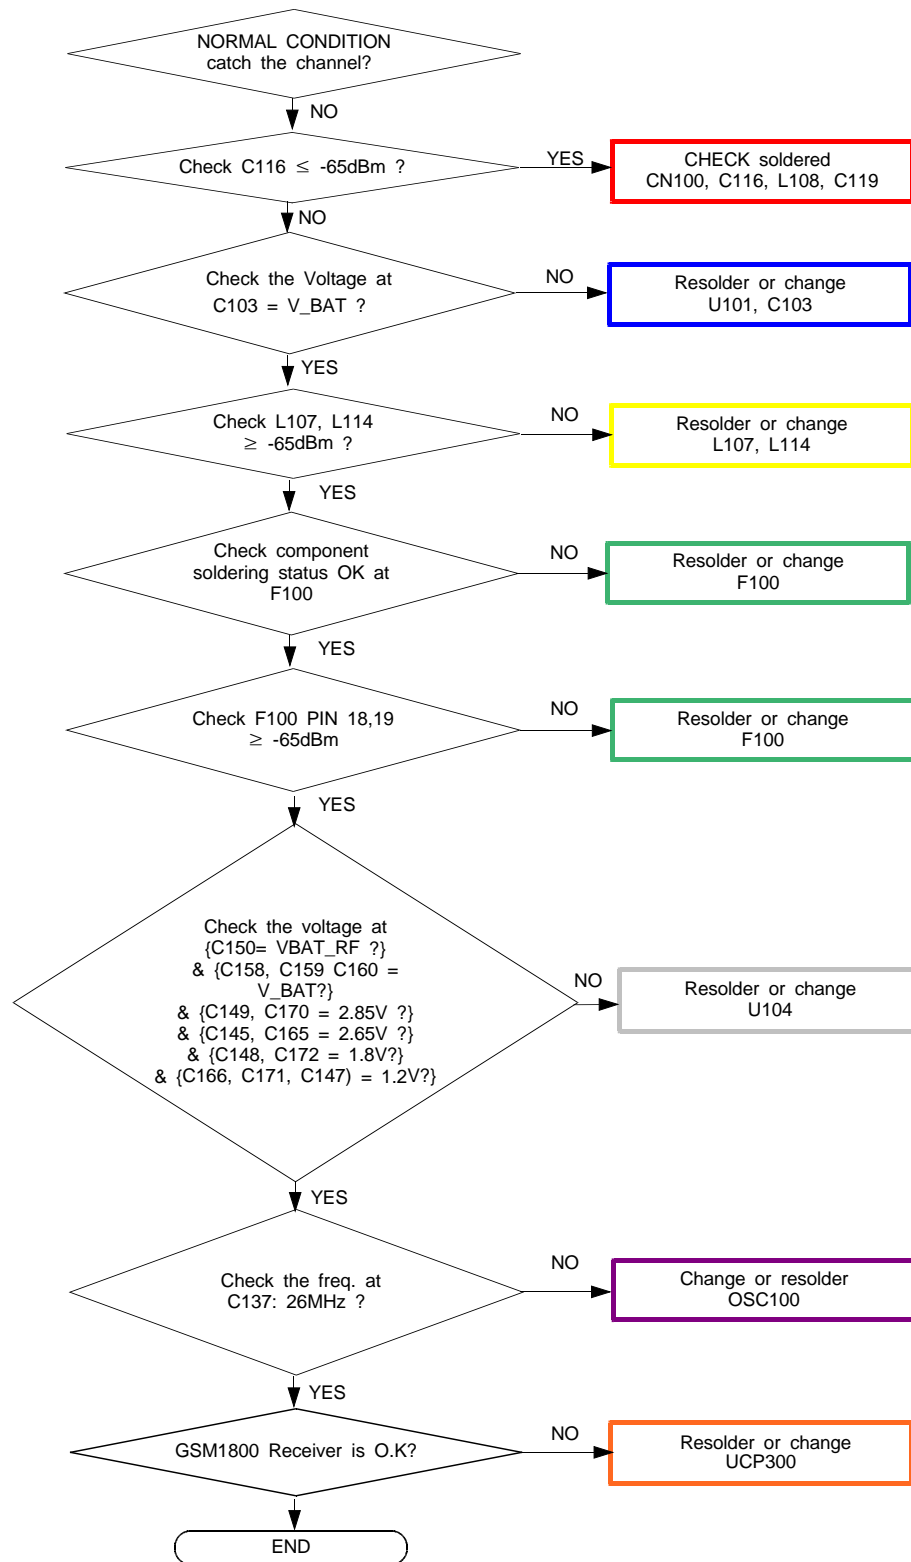 NORMAL CONDITION
catch the channel?
NO
Check C116 ≤ -65dBm ?
YES
CHECK soldered
CN100, C116, L108, C119
NO
Check the Voltage at
C103 = V_BAT ?
NO
Resolder or change
U101, C103
YES
Check L107, L114
≥ -65dBm ?
NO
Resolder or change
L107, L114
YES
Check component
soldering status OK at
F100
NO
Resolder or change
F100
YES
Check F100 PIN 18,19
≥ -65dBm
NO
Resolder or change
F100
YES
Check the voltage at
{C150= VBAT_RF ?}
& {C158, C159 C160 =
V_BAT?}
& {C149, C170 = 2.85V ?}
& {C145, C165 = 2.65V ?}
& {C148, C172 = 1.8V?}
& {C166, C171, C147) = 1.2V?}
NO
Resolder or change
U104
YES
Check the freq. at
C137: 26MHz ?
NO
Change or resolder
OSC100
YES
GSM1800 Receiver is O.K?
NO
Resolder or change
UCP300
END